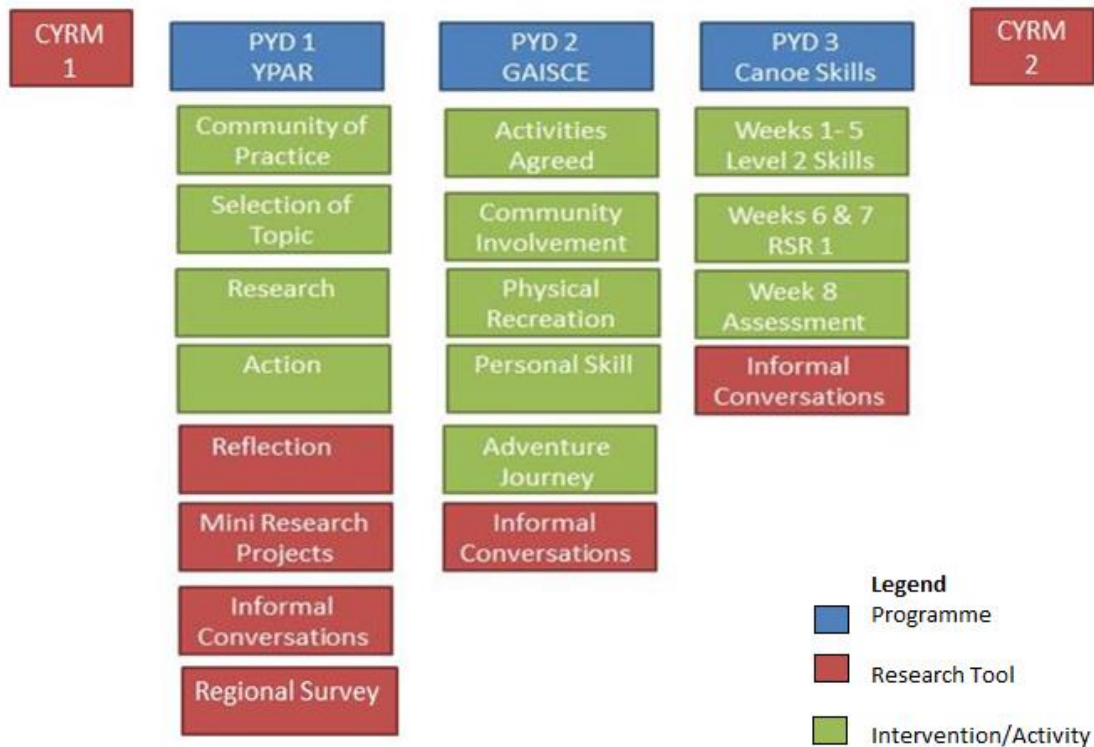 CYRM
1
PYD 1
YPAR
Community of
Practice
Selection of
Topic
Research
Action
Reflection
Mini Research
Projects
Informal
Conversations
Regional Survey
PYD 2
GAISCE
Activities
Agreed
Community
Involvement
Physical
Recreation
Personal Skill
Adventure
Journey
Informal
Conversations
PYD 3
Canoe Skills
Weeks 1- 5
Level 2 Skills
Weeks 6 & 7
RSR 1
Week 8
Assessment
Informal
Conversations
CYRM
2
Legend
Programme
Research Tool
Intervention/Activity